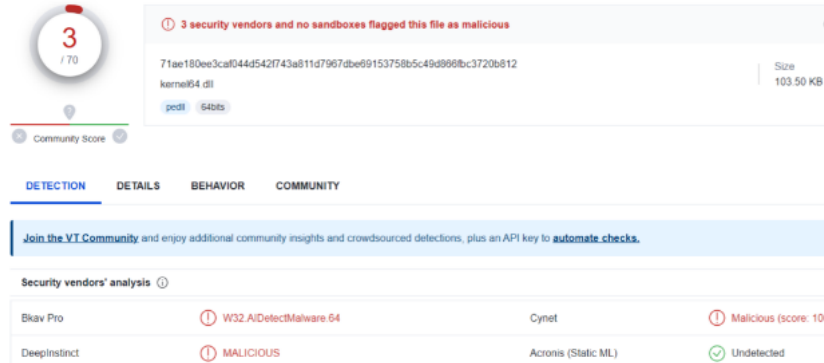 3
/ 70
Community Score
3 security vendors and no sandboxes flagged this file as malicious
71ae180ee3caf044d542f743a811d7967dbe69153758b5c49d866fbc3720b812
kernel64.dll
pedll 64bits
Size
103.50 KB
DETECTION DETAILS BEHAVIOR COMMUNITY
Join the VT Community and enjoy additional community insights and crowdsourced detections, plus an API key to automate checks.
Security vendors' analysis
Bkav Pro W32.AIDetectMalware.64 Cynet Malicious (score: 10
DeepInstinct MALICIOUS Acronis (Static ML) Undetected